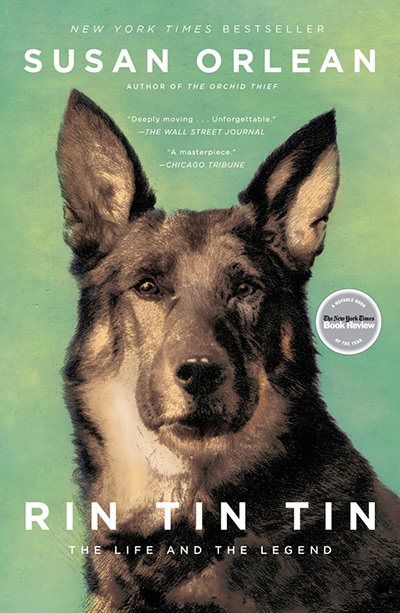 NEW YORK TIMES BESTSELLER
SUSAN ORLEAN
AUTHOR OF THE ORCHID THIEF
"Deeply moving . . . Unforgettable."
—THE WALL STREET JOURNAL
"A masterpiece."
—CHICAGO TRIBUNE
A NOTABLE BOOK
The New York Times
Book Review
OF THE YEAR
RIN TIN TIN
THE LIFE AND THE LEGEND